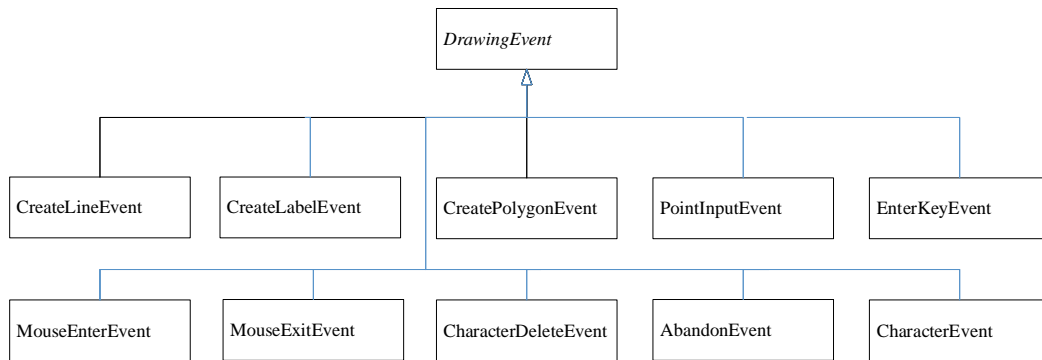 DrawingEvent
CreateLineEvent
CreateLabelEvent
CreatePolygonEvent
PointInputEvent
EnterKeyEvent
MouseEnterEvent
MouseExitEvent
CharacterDeleteEvent
AbandonEvent
CharacterEvent